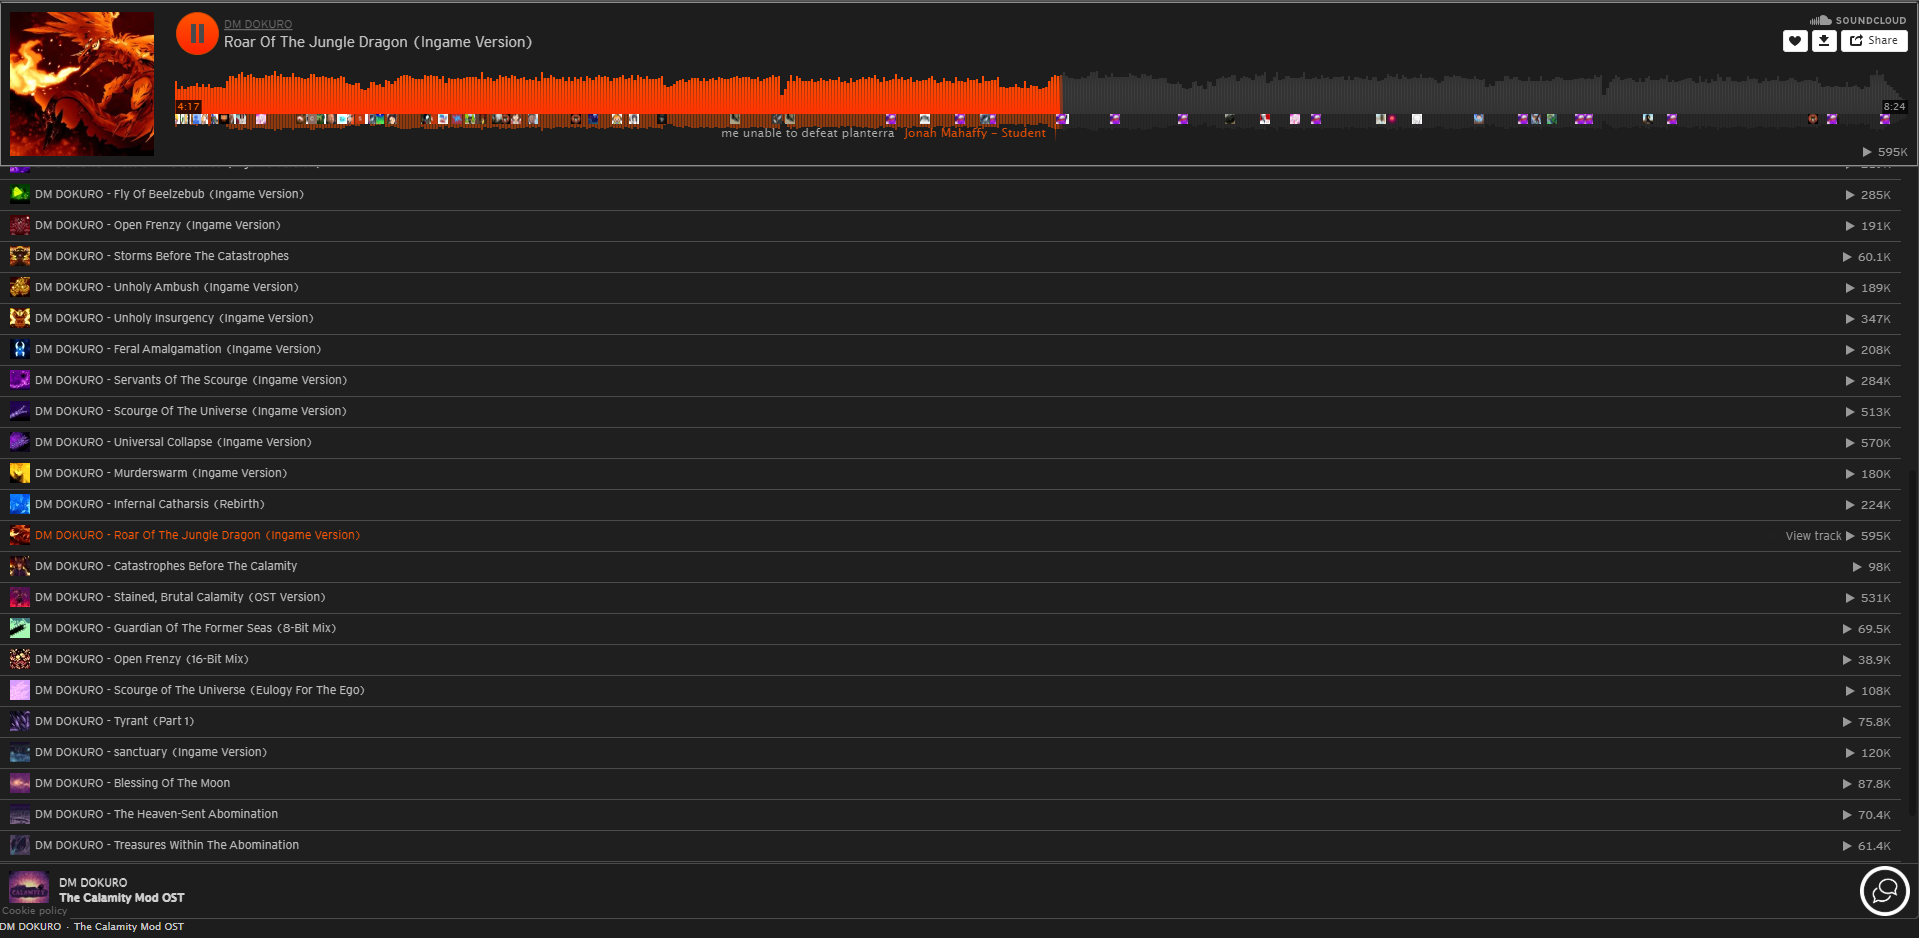 DM DOKURO
Roar Of The Jungle Dragon (Ingame Version)
SOUNDCLOUD
Share
4:17
8:24
me unable to defeat planterra Jonah Mahaffy - Student
595K
DM DOKURO - Fly Of Beelzebub (Ingame Version) 285K
DM DOKURO - Open Frenzy (Ingame Version) 191K
DM DOKURO - Storms Before The Catastrophes 60.1K
DM DOKURO - Unholy Ambush (Ingame Version) 189K
DM DOKURO - Unholy Insurgency (Ingame Version) 347K
DM DOKURO - Feral Amalgamation (Ingame Version) 208K
DM DOKURO - Servants Of The Scourge (Ingame Version) 284K
DM DOKURO - Scourge Of The Universe (Ingame Version) 513K
DM DOKURO - Universal Collapse (Ingame Version) 570K
DM DOKURO - Murderswarm (Ingame Version) 180K
DM DOKURO - Infernal Catharsis (Rebirth) 224K
DM DOKURO - Roar Of The Jungle Dragon (Ingame Version) View track 595K
DM DOKURO - Catastrophes Before The Calamity 98K
DM DOKURO - Stained, Brutal Calamity (OST Version) 531K
DM DOKURO - Guardian Of The Former Seas (8-Bit Mix) 69.5K
DM DOKURO - Open Frenzy (16-Bit Mix) 38.9K
DM DOKURO - Scourge of The Universe (Eulogy For The Ego) 108K
DM DOKURO - Tyrant (Part 1) 75.8K
DM DOKURO - sanctuary (Ingame Version) 120K
DM DOKURO - Blessing Of The Moon 87.8K
DM DOKURO - The Heaven-Sent Abomination 70.4K
DM DOKURO - Treasures Within The Abomination 61.4K
DM DOKURO
The Calamity Mod OST
Cookie policy
DM DOKURO · The Calamity Mod OST